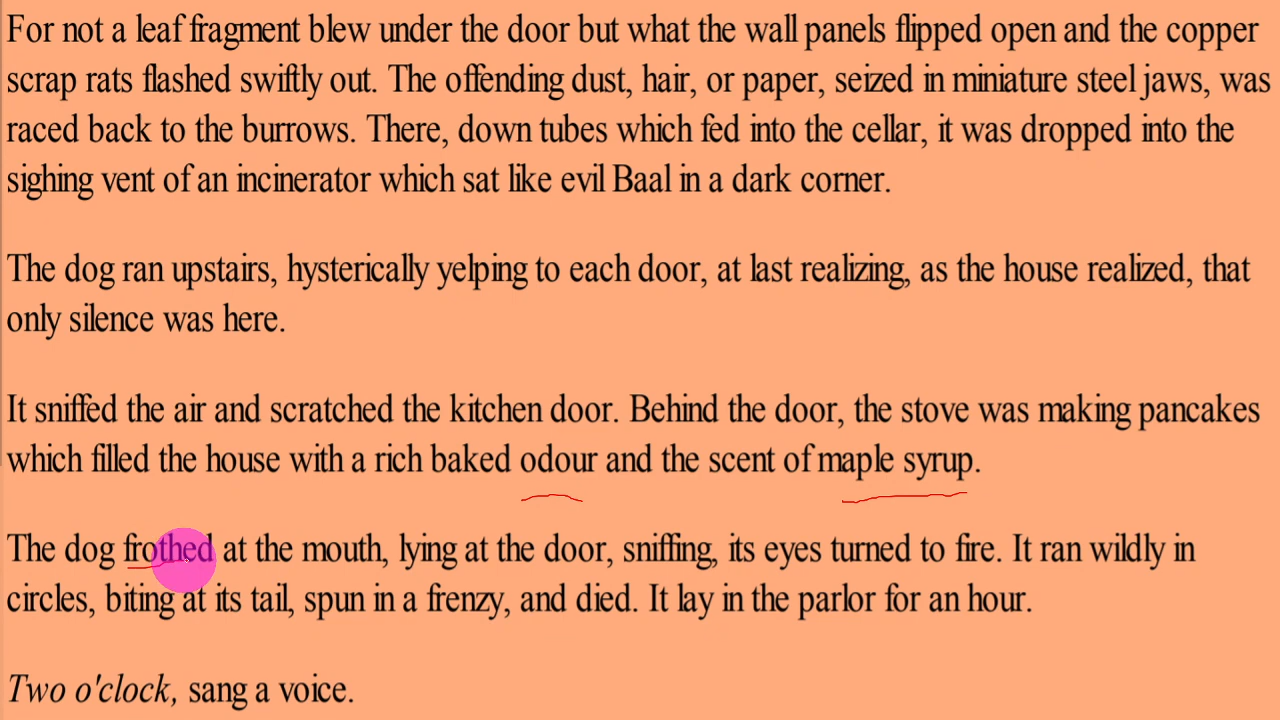 For not a leaf fragment blew under the door but what the wall panels flipped open and the copper
scrap rats flashed swiftly out. The offending dust, hair, or paper, seized in miniature steel jaws, was
raced back to the burrows. There, down tubes which fed into the cellar, it was dropped into the
sighing vent of an incinerator which sat like evil Baal in a dark corner.
The dog ran upstairs, hysterically yelping to each door, at last realizing, as the house realized, that
only silence was here.
It sniffed the air and scratched the kitchen door. Behind the door, the stove was making pancakes
which filled the house with a rich baked odour and the scent of maple syrup.
The dog frothed at the mouth, lying at the door, sniffing, its eyes turned to fire. It ran wildly in
circles, biting at its tail, spun in a frenzy, and died. It lay in the parlor for an hour.
Two o'clock, sang a voice.